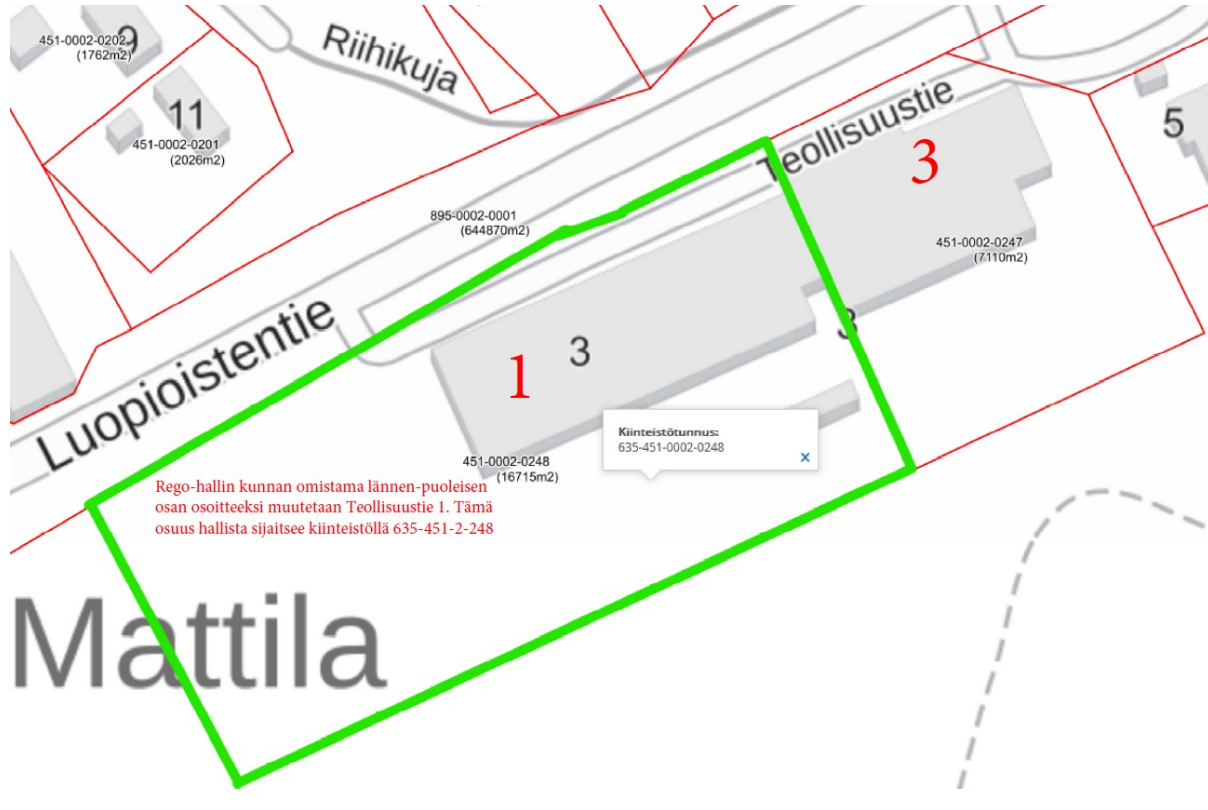 451-0002-0202
9
(1762m2)
Riihikuja
11
451-0002-0201
(2026m2)
Teollisuustie
5
3
895-0002-0001
(644870m2)
451-0002-0247
(7110m2)
Luopioistentie
3
3
1
Kiinteistötunnus:
635-451-0002-0248
x
451-0002-0248
(16715m2)
Rego-hallin kunnan omistama lännen-puoleisen
osan osoitteeksi muutetaan Teollisuustie 1. Tämä
osuus hallista sijaitsee kiinteistöllä 635-451-2-248
Mattila